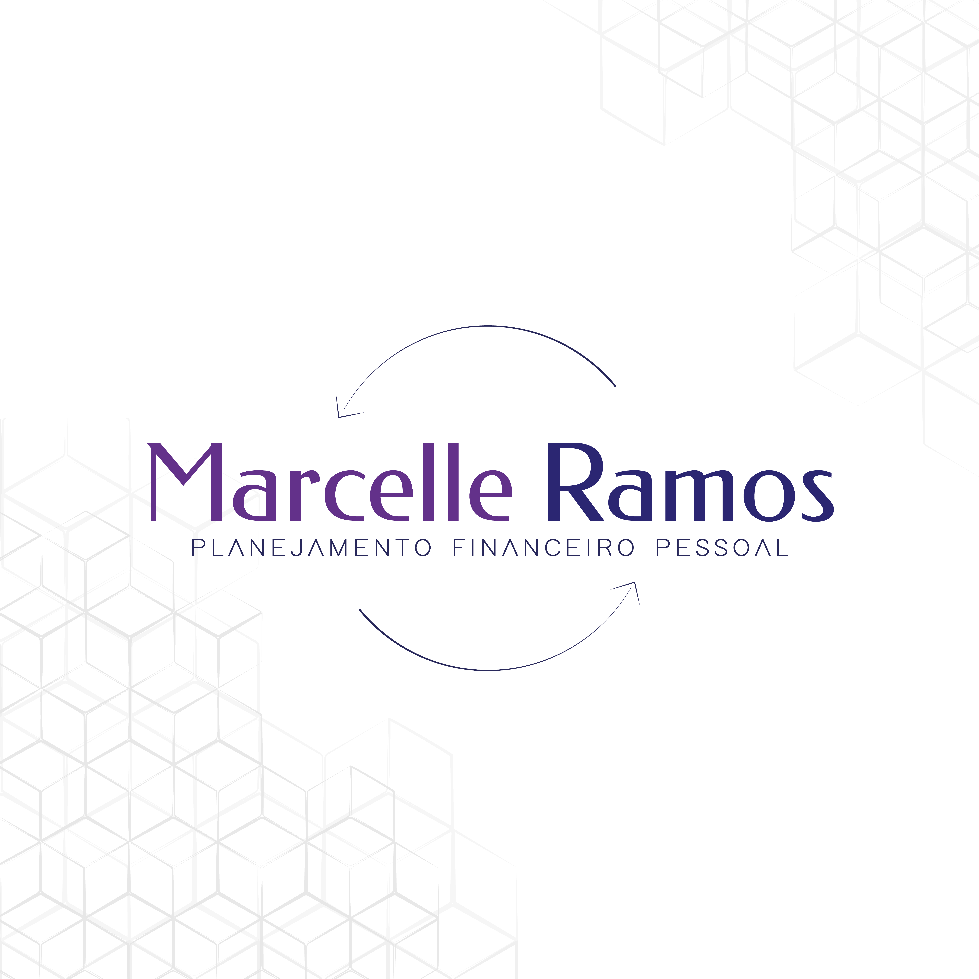 Marcelle Ramos
PLANEJAMENTO FINANCEIRO PESSOAL